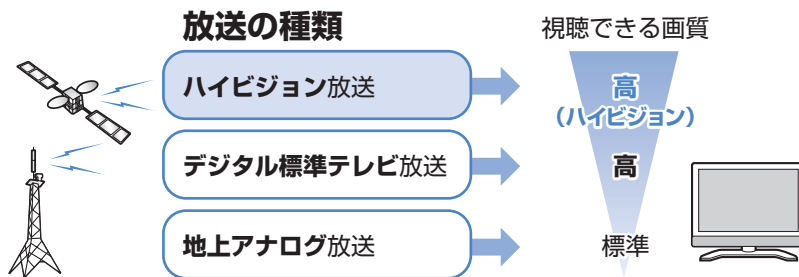 放送の種類
視聴できる画質
ハイビジョン放送
高
（ハイビジョン）
デジタル標準テレビ放送
高
地上アナログ放送
標準